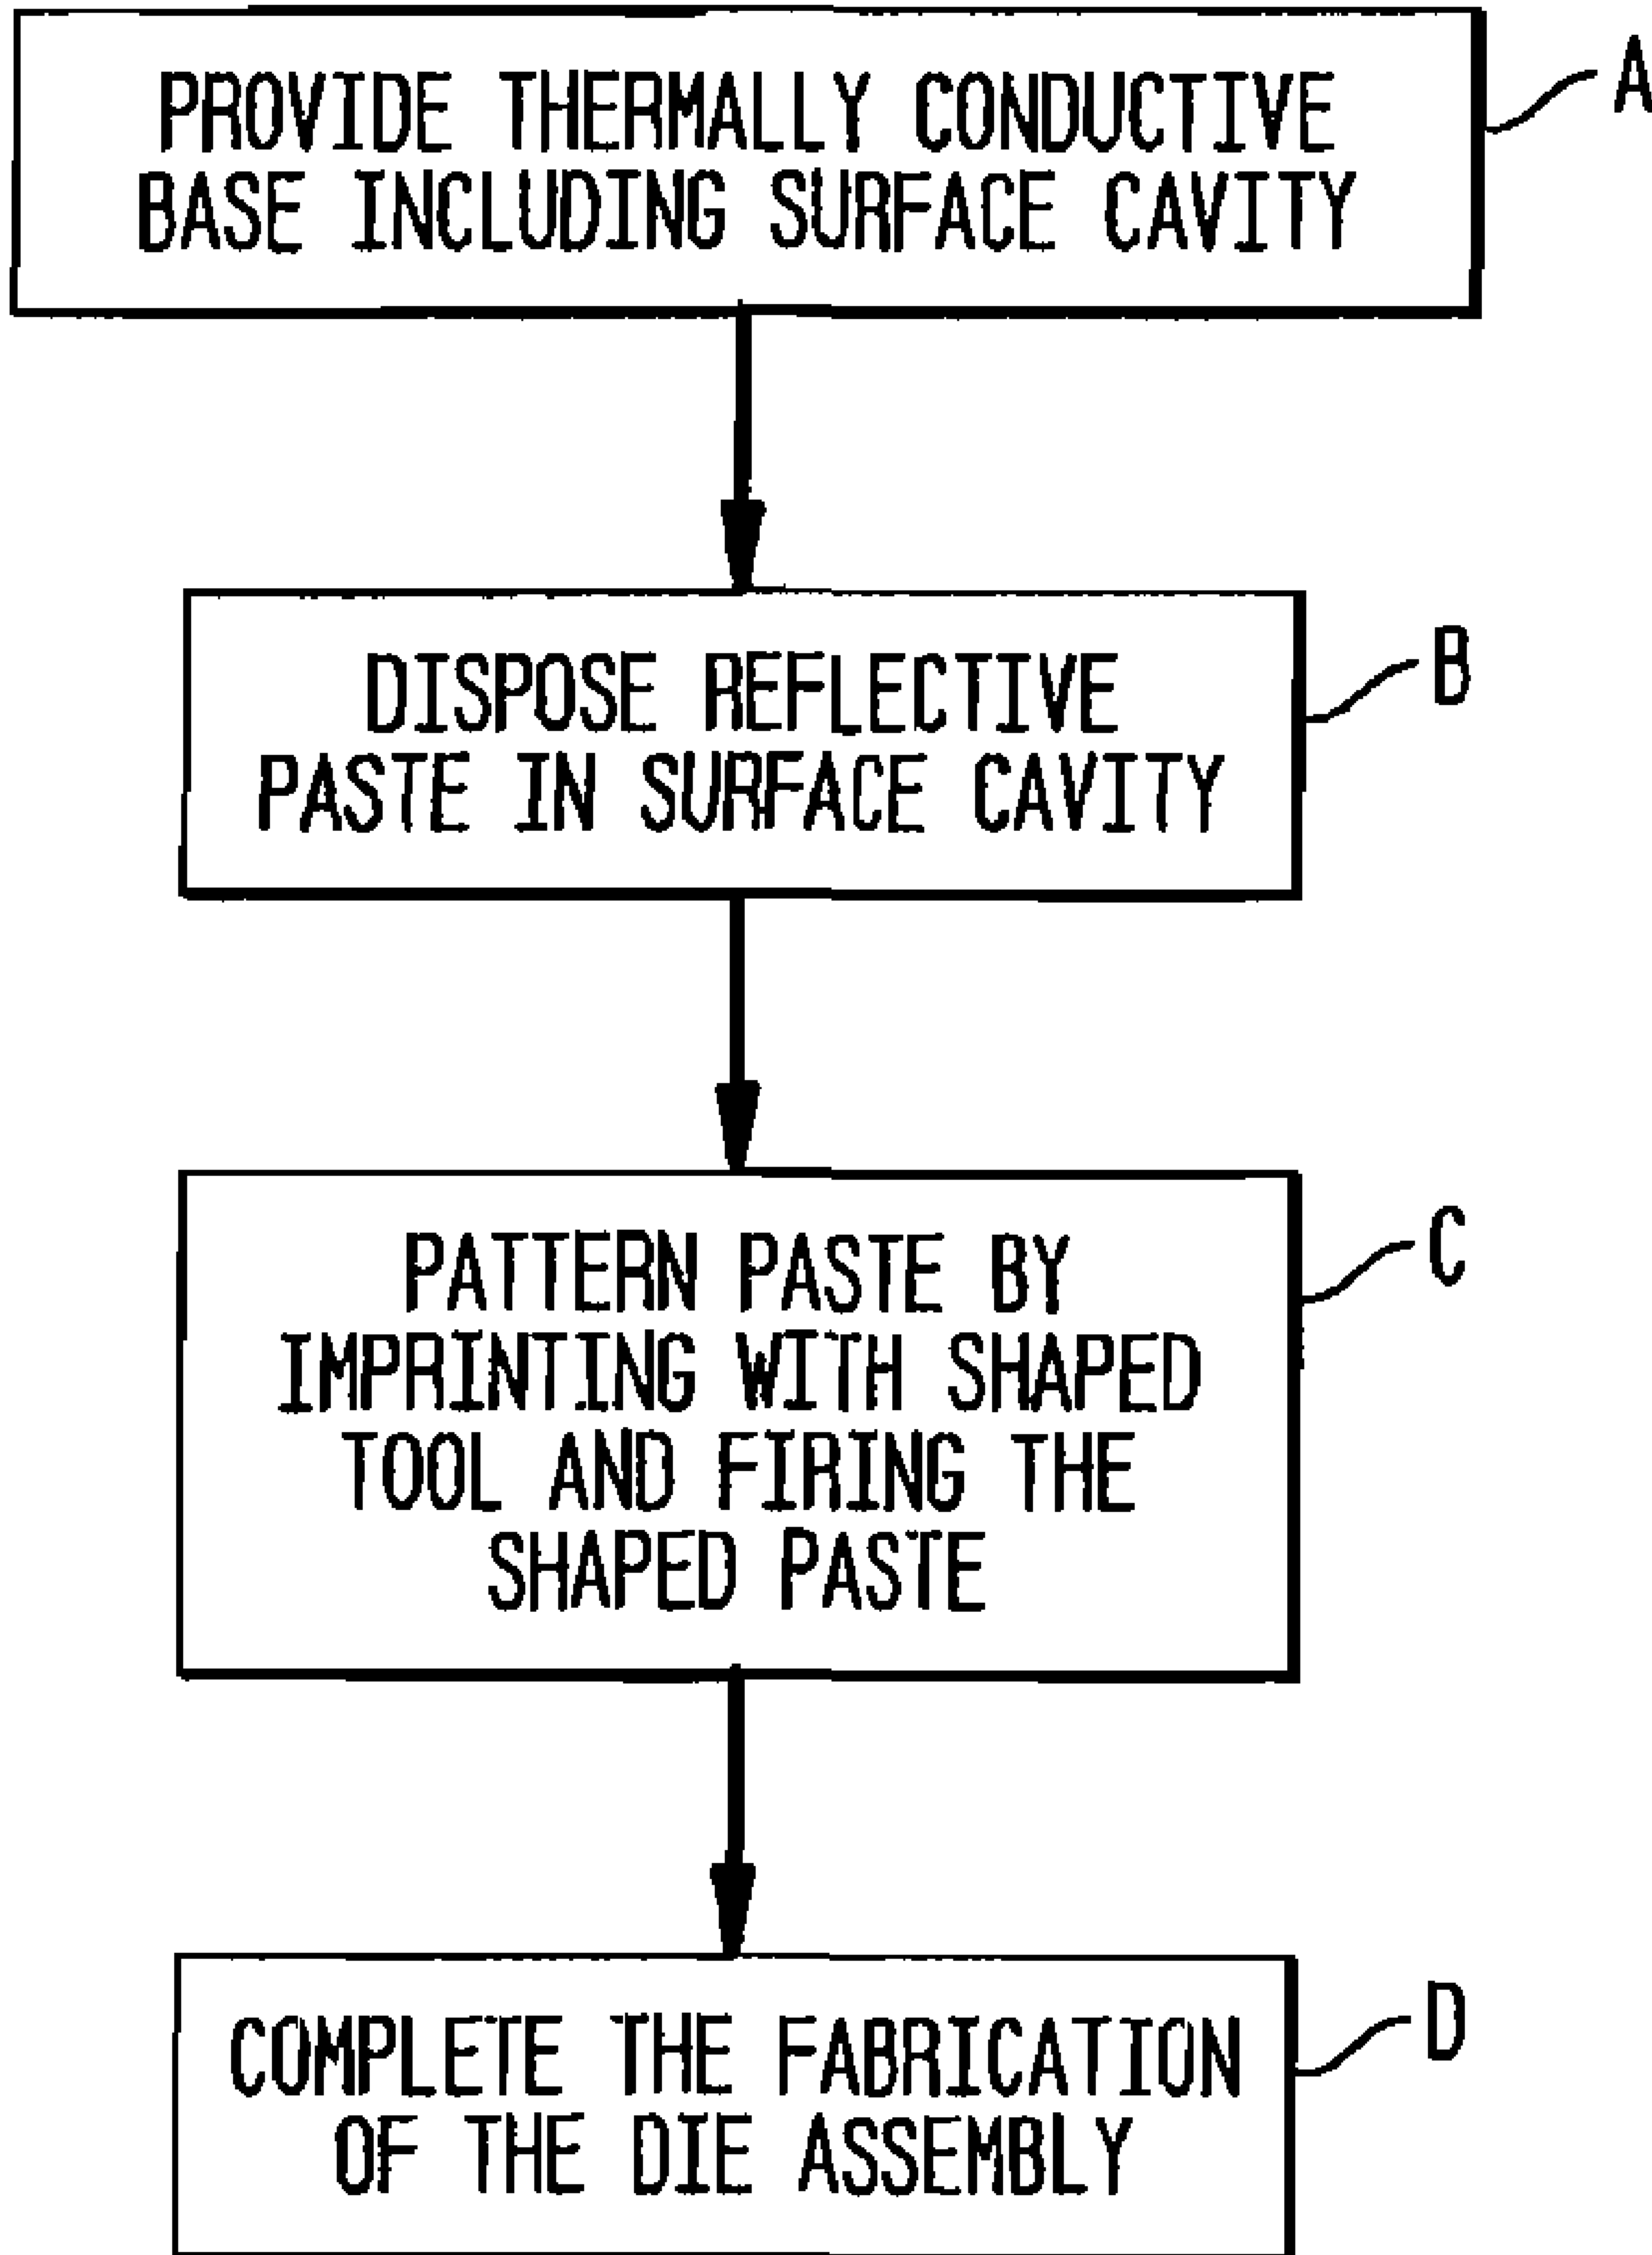 PROVIDE THERMALLY CONDUCTIVE
BASE INCLUDING SURFACE CAVITY
A
DISPOSE REFLECTIVE
PASTE IN SURFACE CAVITY
B
PATTERN PASTE BY
IMPRINTING WITH SHAPED
TOOL AND FIRING THE
SHAPED PASTE
C
COMPLETE THE FABRICATION
OF THE DIE ASSEMBLY
D